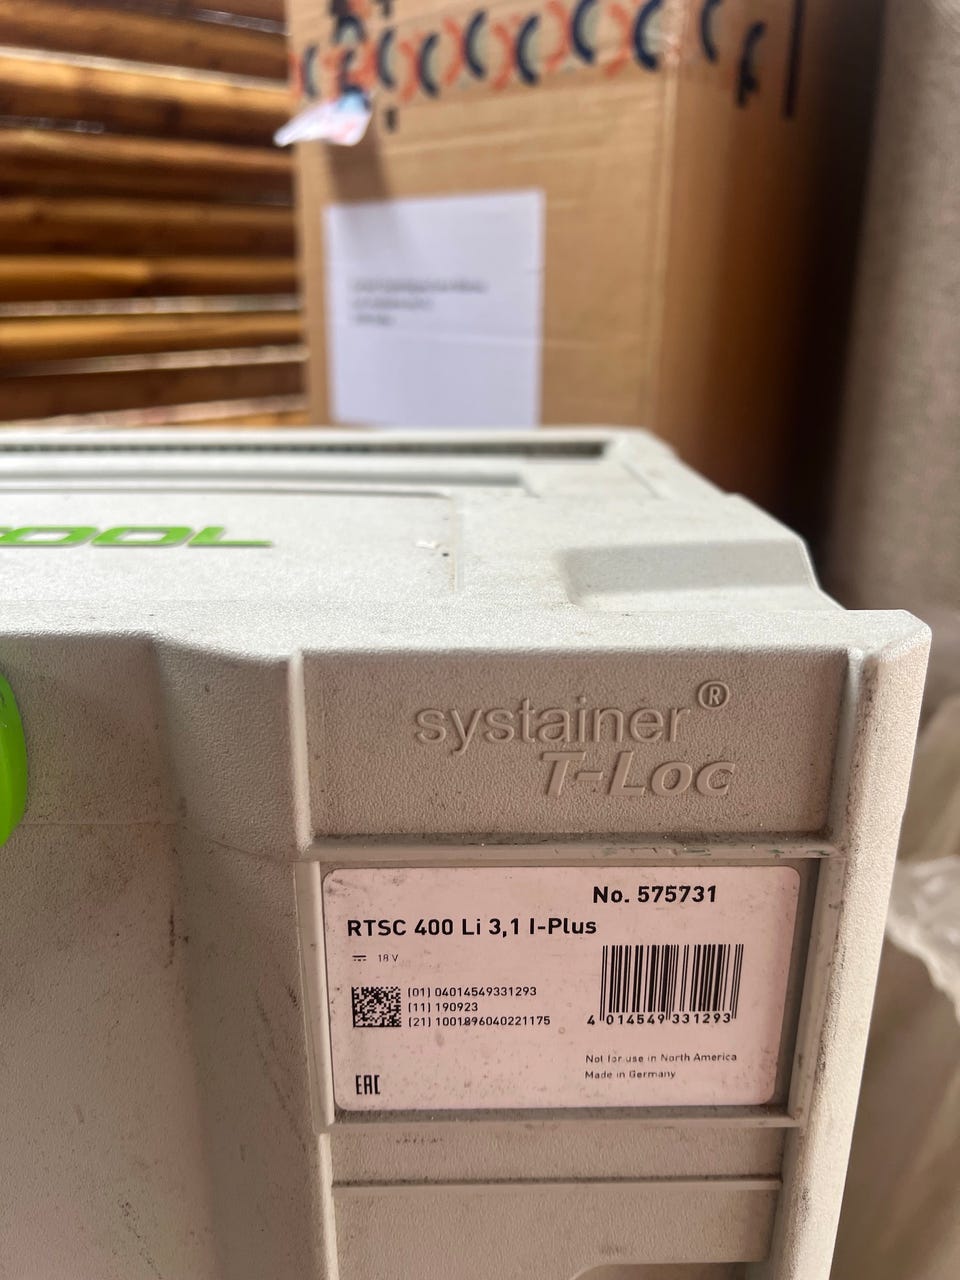 OOL
systainer®
T-Loc
No. 575731
RTSC 400 Li 3,1 I-Plus
18 V
(01) 04014549331293
(11) 190923
(21) 1001896040221175
4 014549 331293
Not for use in North America
Made in Germany
EAC